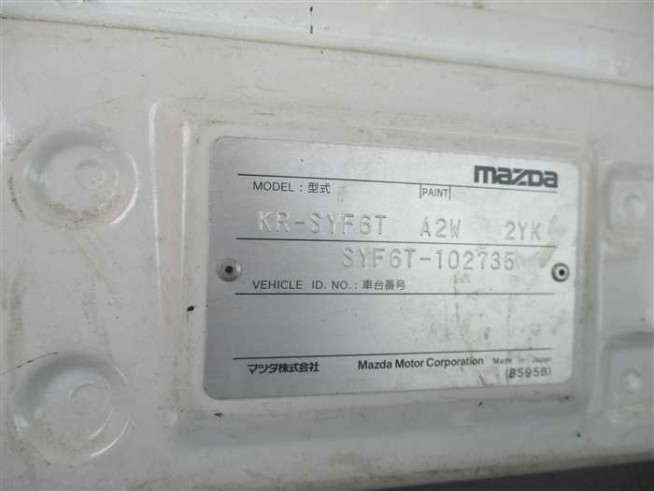 mazda
MODEL : 型式 PAINT
KR-SYF6T A2W 2YK
SYF6T-102735
VEHICLE ID. NO. : 車台番号
マツダ株式会社 Mazda Motor Corporation Made in Japan
(B595B)